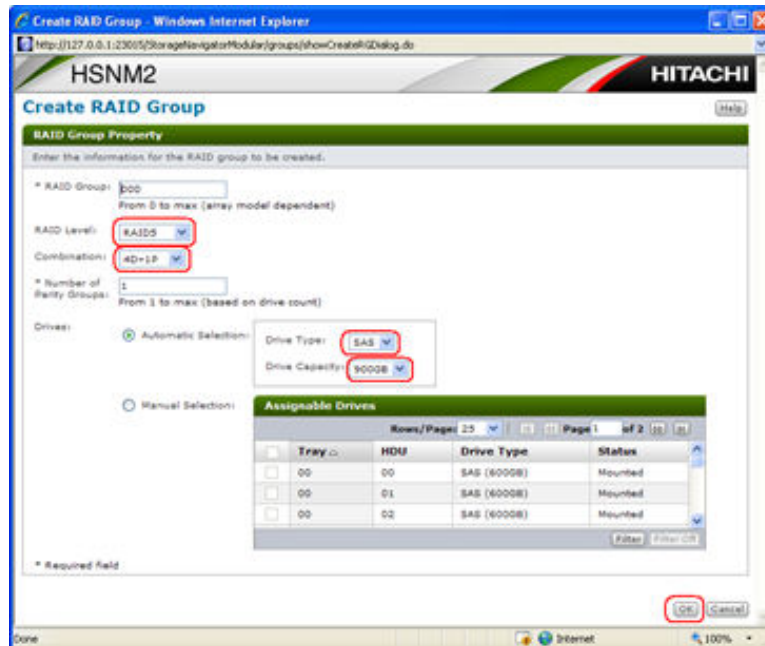 Create RAID Group - Windows Internet Explorer
http://127.0.0.1:23015/StorageNavigatorModular/groups/showCreateRGDialog.do
HSNM2
HITACHI
Create RAID Group
Help
RAID Group Property
Enter the information for the RAID group to be created.
* RAID Group: 000
From 0 to max (array model dependent)
RAID Level: RAID5
Combination: 4D+1P
* Number of Parity Groups: 1
From 1 to max (based on drive count)
Drives:
Automatic Selection:
Drive Type: SAS
Drive Capacity: 900GB
Manual Selection:
Assignable Drives
Rows/Page: 25 Page 1 of 2
Tray HDU Drive Type Status
00 00 SAS (600GB) Mounted
00 01 SAS (600GB) Mounted
00 02 SAS (600GB) Mounted
Filter Filter Off
* Required field
OK Cancel
Done Internet 100%